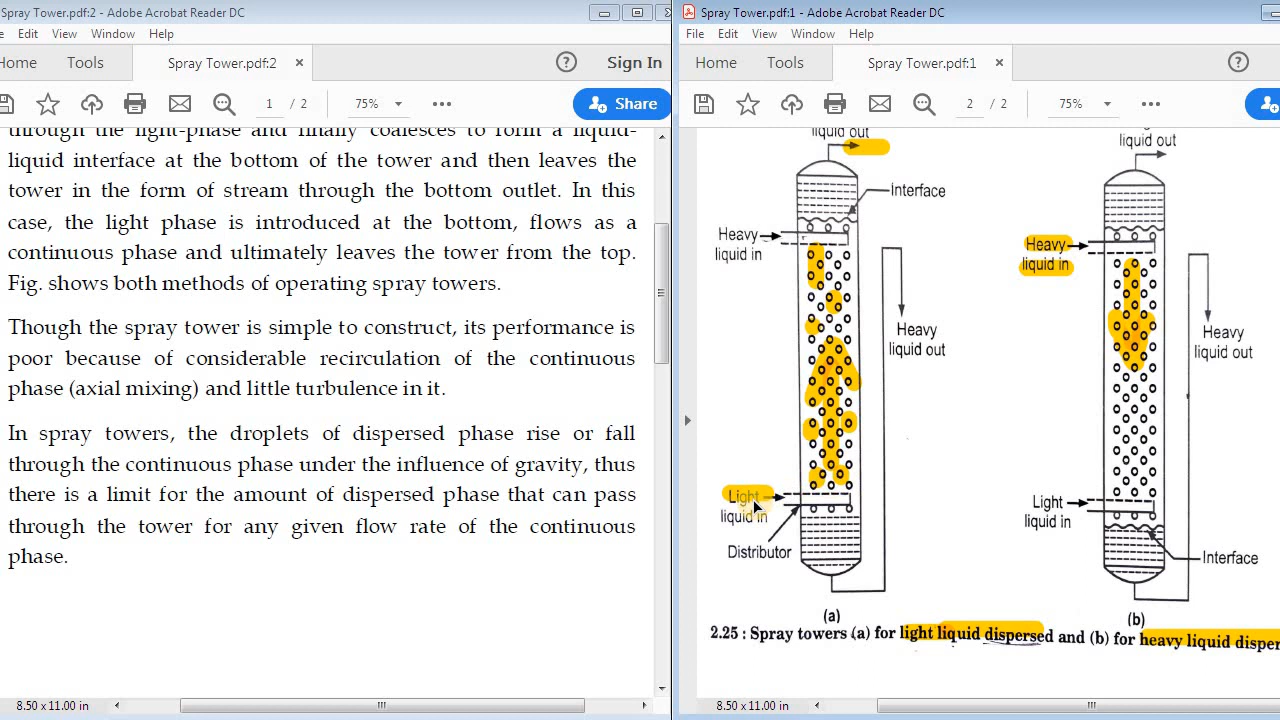 Spray Tower.pdf:2 - Adobe Acrobat Reader DC
Edit View Window Help
Home Tools Spray Tower.pdf:2 × ? Sign In
1 / 2 75% Share
through the light-phase and finally coalesces to form a liquid-
liquid interface at the bottom of the tower and then leaves the
tower in the form of stream through the bottom outlet. In this
case, the light phase is introduced at the bottom, flows as a
continuous phase and ultimately leaves the tower from the top.
Fig. shows both methods of operating spray towers.
Though the spray tower is simple to construct, its performance is
poor because of considerable recirculation of the continuous
phase (axial mixing) and little turbulence in it.
In spray towers, the droplets of dispersed phase rise or fall
through the continuous phase under the influence of gravity, thus
there is a limit for the amount of dispersed phase that can pass
through the tower for any given flow rate of the continuous
phase.
8.50 x 11.00 in
Spray Tower.pdf:1 - Adobe Acrobat Reader DC
File Edit View Window Help
Home Tools Spray Tower.pdf:1 × ?
2 / 2 75%
liquid out
Interface
Heavy
liquid in
Heavy
liquid out
Light
liquid in
Distributor
(a)
liquid out
Heavy
liquid in
Heavy
liquid out
Light
liquid in
Interface
(b)
2.25 : Spray towers (a) for light liquid dispersed and (b) for heavy liquid disper
8.50 x 11.00 in